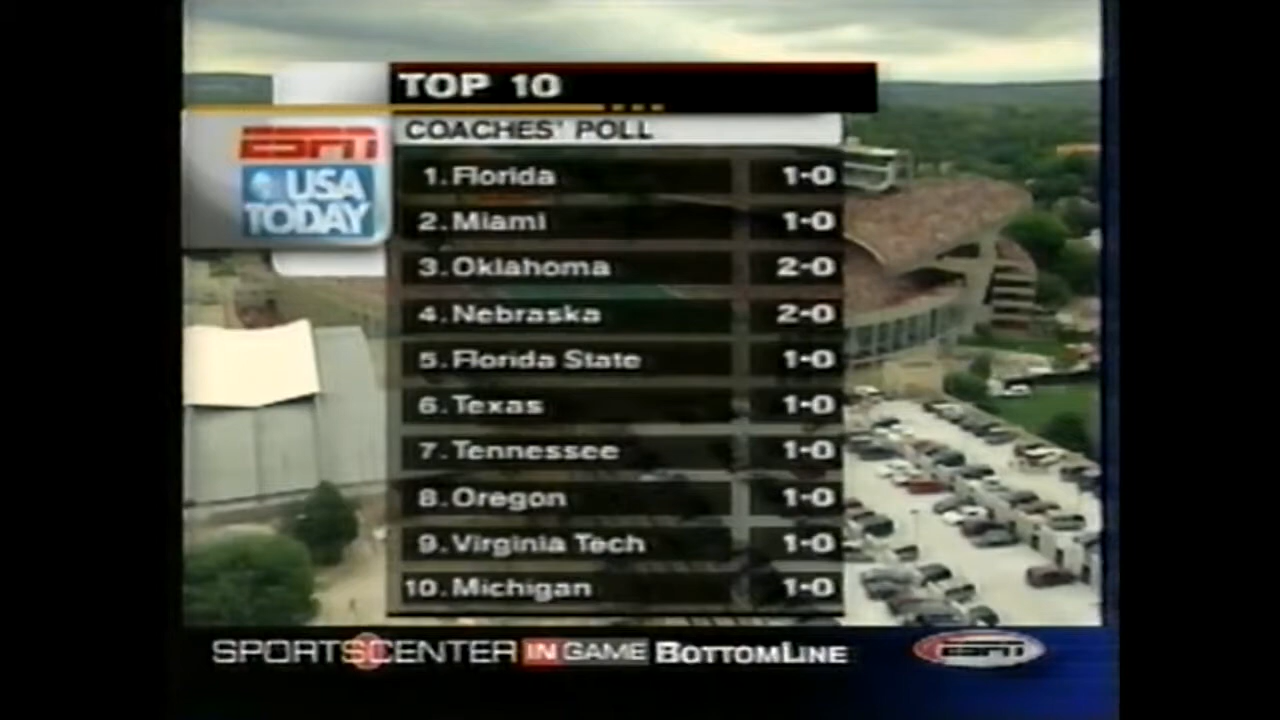 TOP 10
ESPN
USA TODAY
COACHES' POLL
1. Florida 1-0
2. Miami 1-0
3. Oklahoma 2-0
4. Nebraska 2-0
5. Florida State 1-0
6. Texas 1-0
7. Tennessee 1-0
8. Oregon 1-0
9. Virginia Tech 1-0
10. Michigan 1-0
SPORTSCENTER IN GAME BOTTOMLINE ESPN